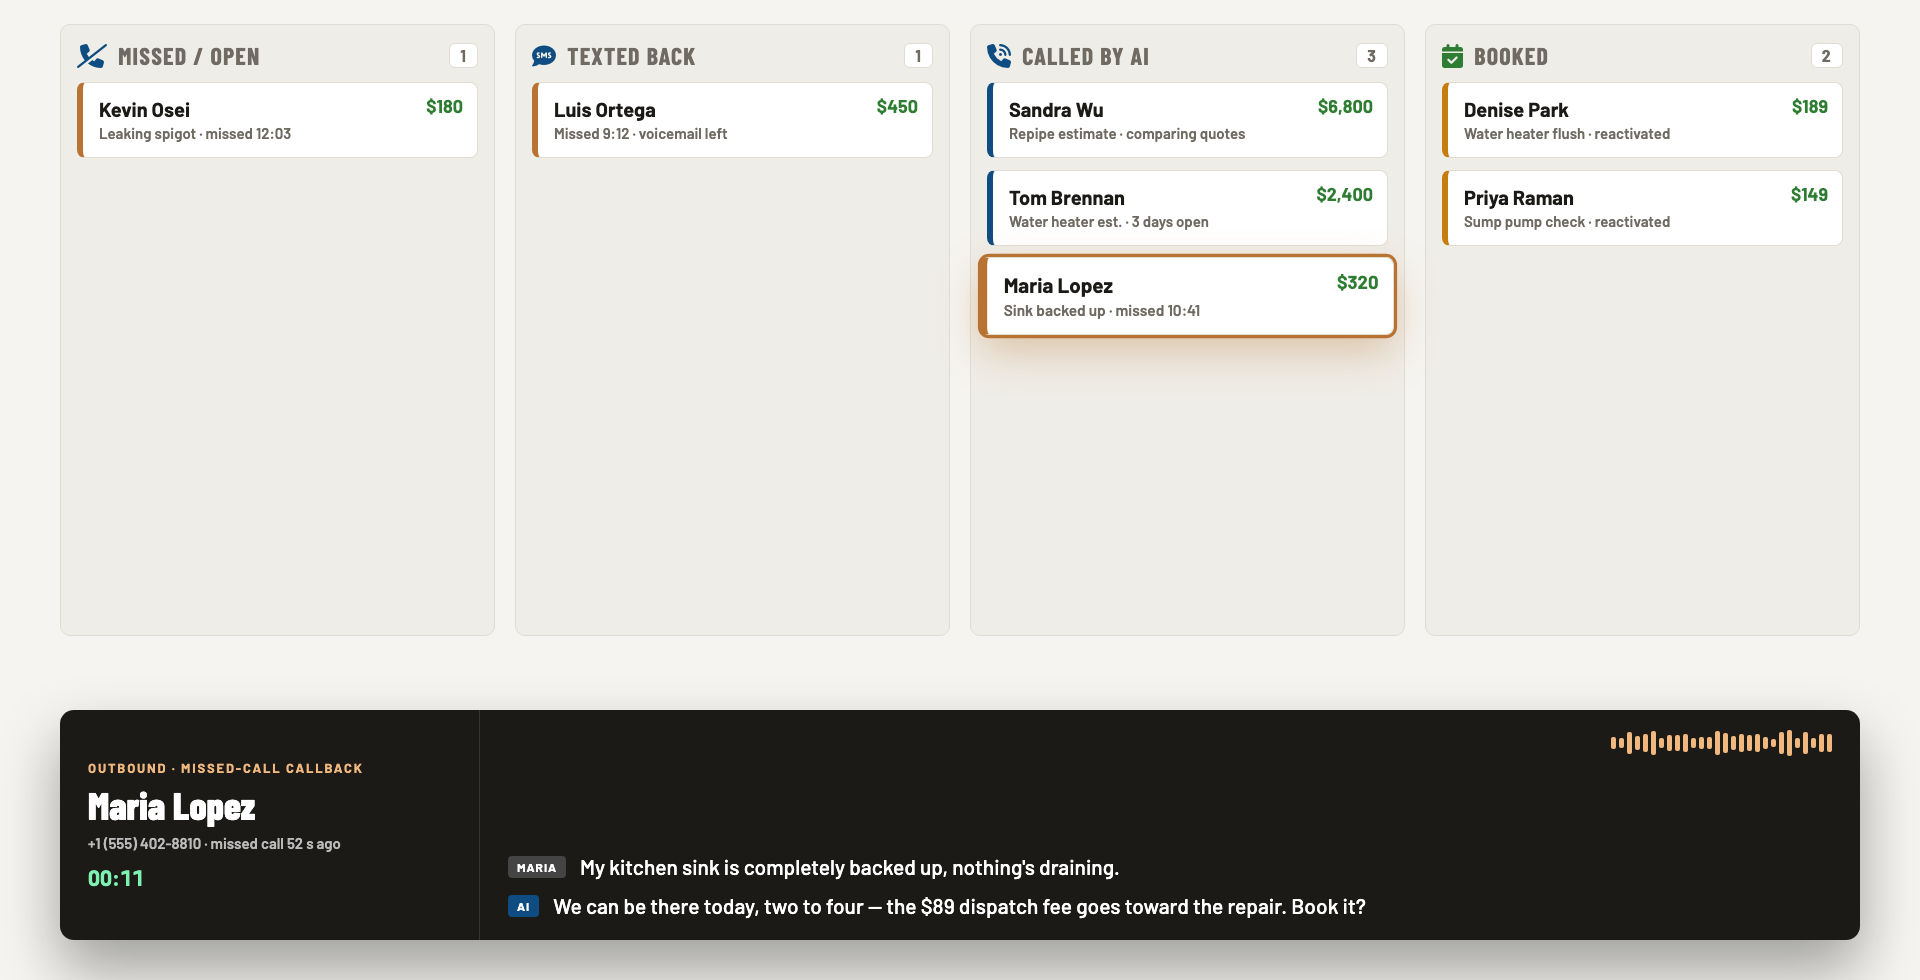 MISSED / OPEN
1
Kevin Osei
$180
Leaking spigot · missed 12:03
SMS
TEXTED BACK
1
Luis Ortega
$450
Missed 9:12 · voicemail left
CALLED BY AI
3
Sandra Wu
$6,800
Repipe estimate · comparing quotes
Tom Brennan
$2,400
Water heater est. · 3 days open
Maria Lopez
$320
Sink backed up · missed 10:41
BOOKED
2
Denise Park
$189
Water heater flush · reactivated
Priya Raman
$149
Sump pump check · reactivated
OUTBOUND · MISSED-CALL CALLBACK
Maria Lopez
+1 (555) 402-8810 · missed call 52 s ago
00:11
MARIA My kitchen sink is completely backed up, nothing's draining.
AI We can be there today, two to four — the $89 dispatch fee goes toward the repair. Book it?